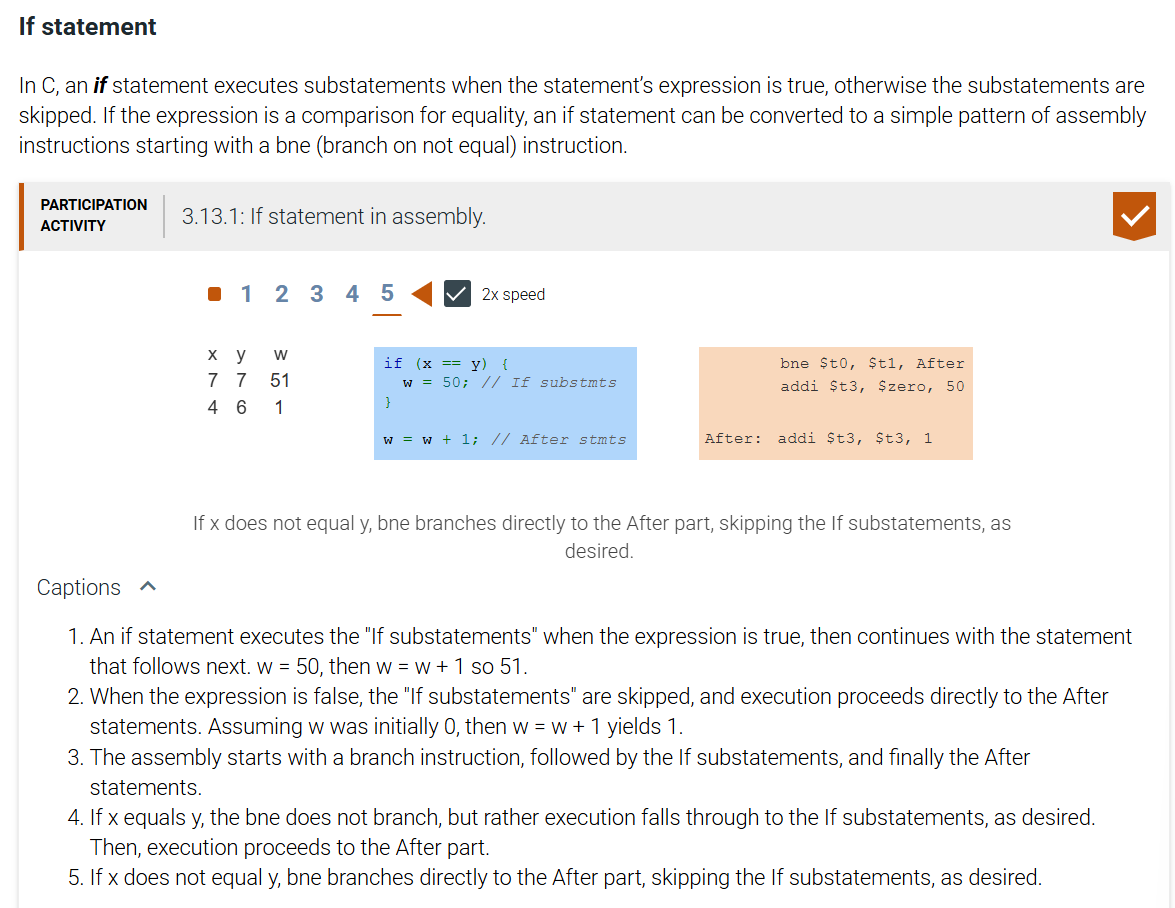 If statement
In C, an if statement executes substatements when the statement's expression is true, otherwise the substatements are
skipped. If the expression is a comparison for equality, an if statement can be converted to a simple pattern of assembly
instructions starting with a bne (branch on not equal) instruction.
PARTICIPATION
ACTIVITY
3.13.1: If statement in assembly.
1 2 3 4 5 2x speed
x y w
7 7 51
4 6 1
if (x == y) {
w = 50; // If substmts
}
w = w + 1; // After stmts
bne $t0, $t1, After
addi $t3, $zero, 50
After: addi $t3, $t3, 1
If x does not equal y, bne branches directly to the After part, skipping the If substatements, as
desired.
Captions
1. An if statement executes the "If substatements" when the expression is true, then continues with the statement
that follows next. w = 50, then w = w + 1 so 51.
2. When the expression is false, the "If substatements" are skipped, and execution proceeds directly to the After
statements. Assuming w was initially 0, then w = w + 1 yields 1.
3. The assembly starts with a branch instruction, followed by the If substatements, and finally the After
statements.
4. If x equals y, the bne does not branch, but rather execution falls through to the If substatements, as desired.
Then, execution proceeds to the After part.
5. If x does not equal y, bne branches directly to the After part, skipping the If substatements, as desired.